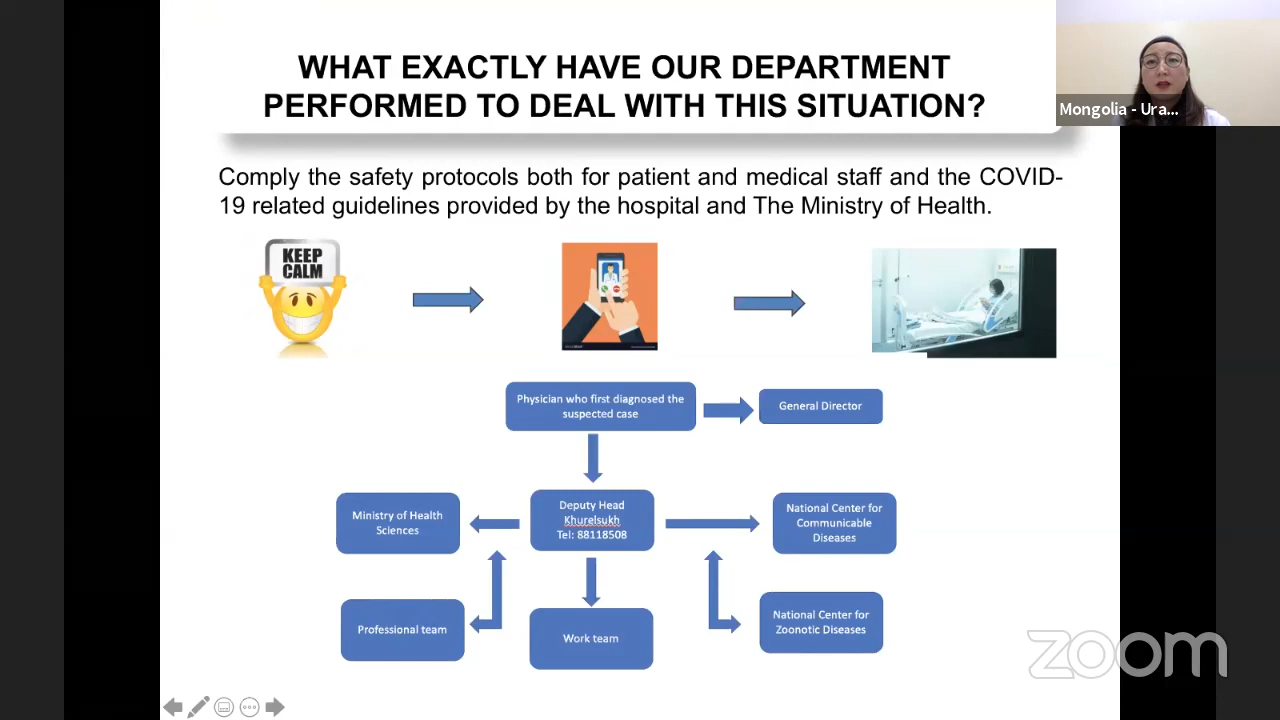 WHAT EXACTLY HAVE OUR DEPARTMENT
PERFORMED TO DEAL WITH THIS SITUATION?
Mongolia - Ura...
Comply the safety protocols both for patient and medical staff and the COVID-
19 related guidelines provided by the hospital and The Ministry of Health.
KEEP
CALM
Physician who first diagnosed the
suspected case
General Director
Ministry of Health
Sciences
Deputy Head
Khurelsukh
Tel: 88118508
National Center for
Communicable
Diseases
Professional team
Work team
National Center for
Zoonotic Diseases
zoom